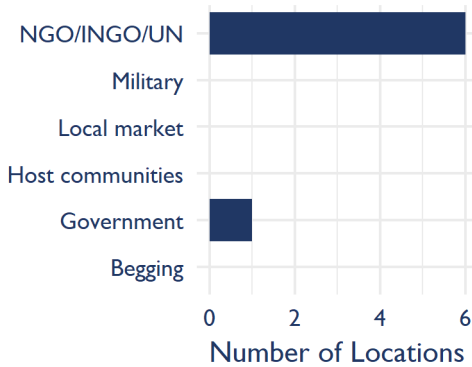 NGO/INGO/UN
Military
Local market
Host communities
Government
Begging
0 2 4 6
Number of Locations